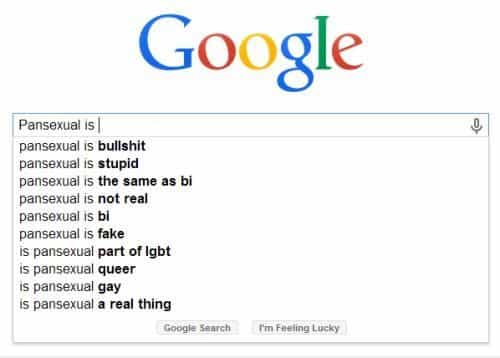 Google
Pansexual is
pansexual is bullshit
pansexual is stupid
pansexual is the same as bi
pansexual is not real
pansexual is bi
pansexual is fake
is pansexual part of lgbt
is pansexual queer
is pansexual gay
is pansexual a real thing
Google Search I'm Feeling Lucky